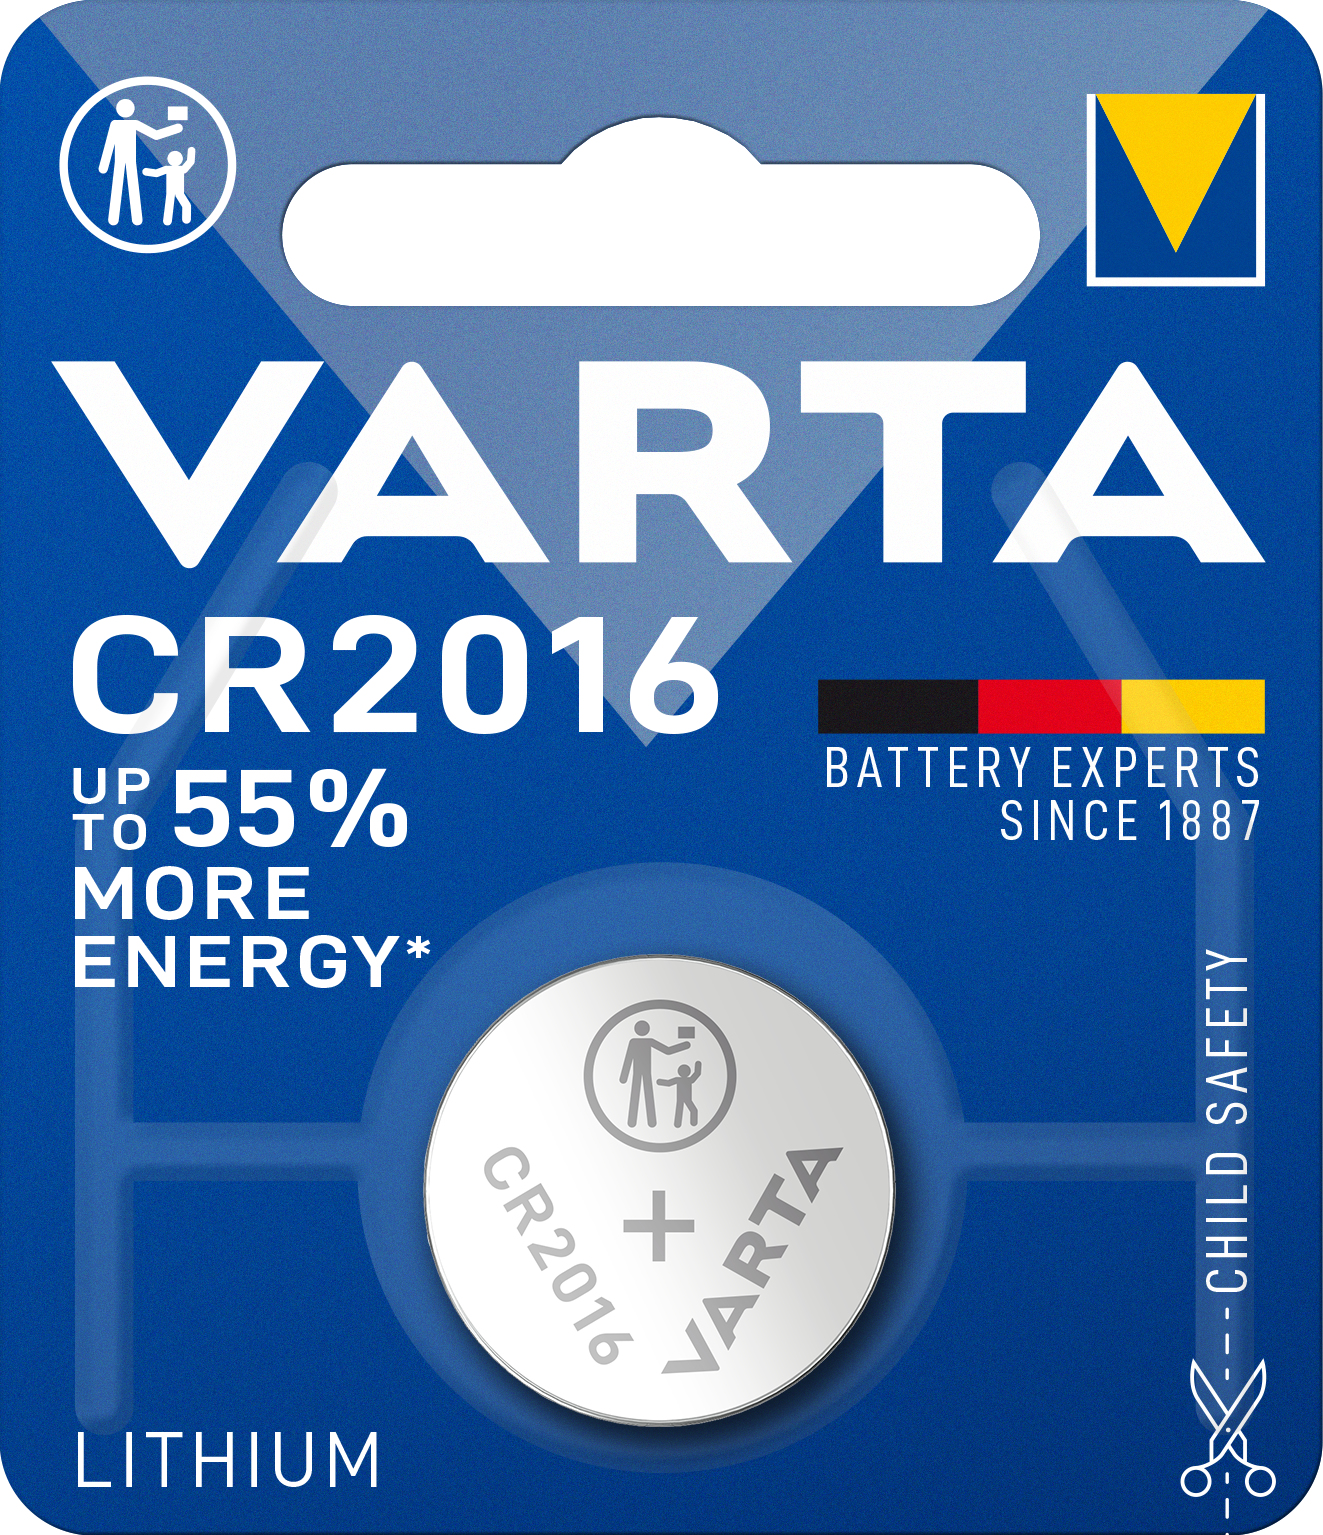 VARTA
CR2016
UP TO 55%
MORE
ENERGY*
BATTERY EXPERTS
SINCE 1887
CHILD SAFETY
CR2016
+
VARTA
LITHIUM